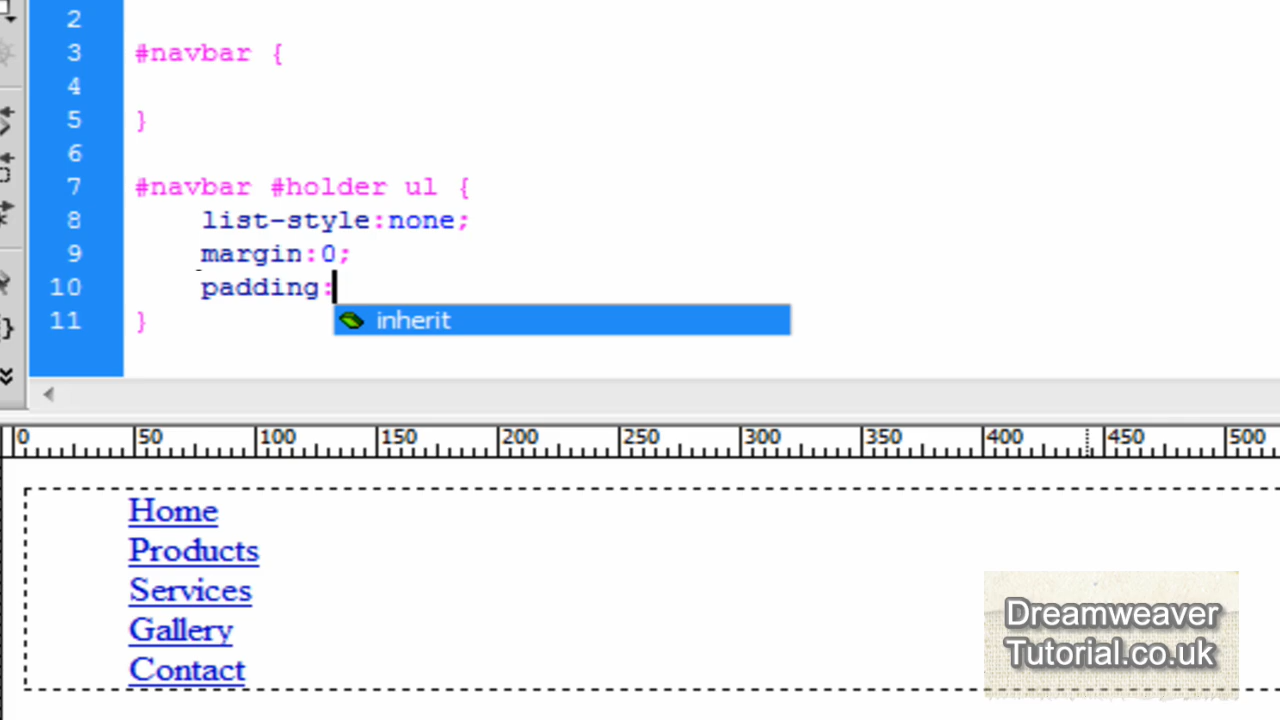 2
3 #navbar {
4
5 }
6
7 #navbar #holder ul {
8 list-style:none;
9 margin:0;
10 padding:
inherit
11 }
0 50 100 150 200 250 300 350 400 450 500
Home
Products
Services
Gallery
Contact
Dreamweaver
Tutorial.co.uk